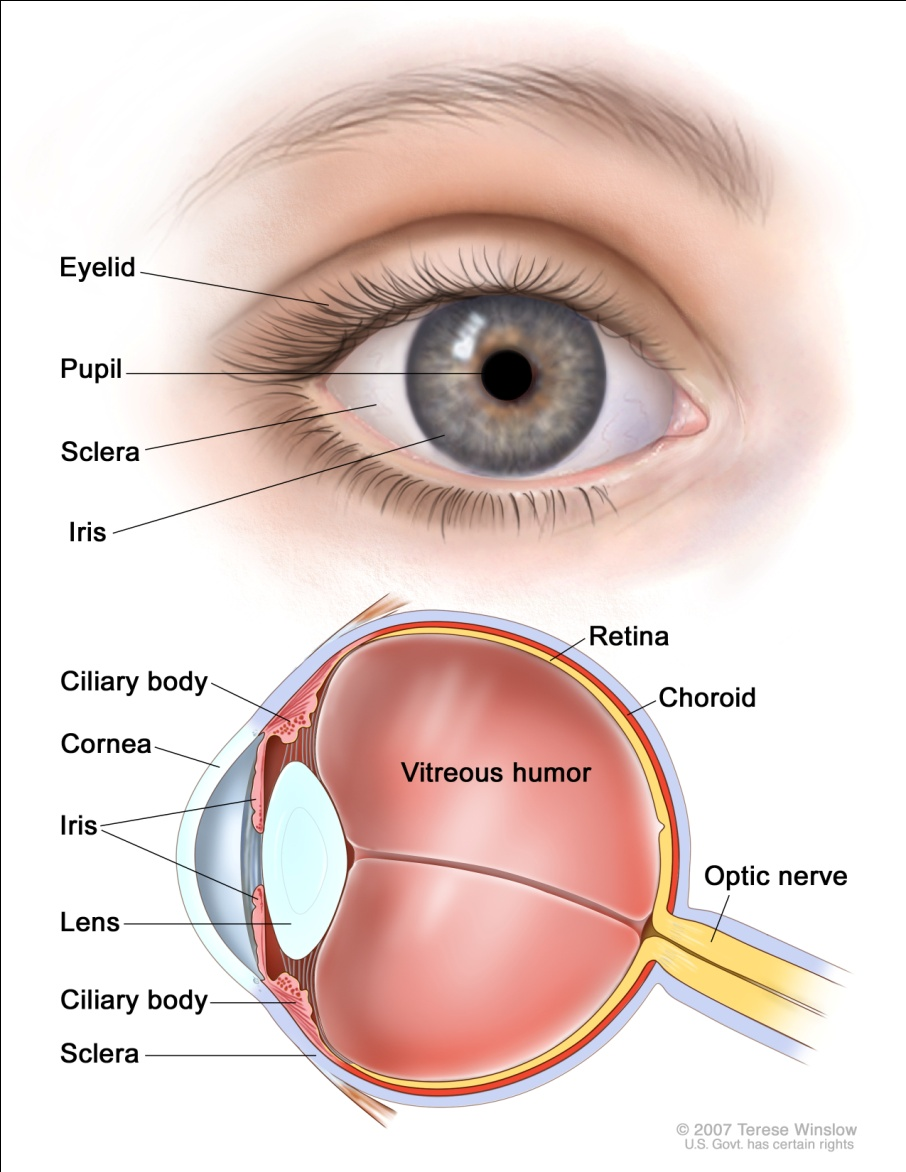 Eyelid
Pupil
Sclera
Iris
Retina
Ciliary body
Choroid
Cornea
Vitreous humor
Iris
Optic nerve
Lens
Ciliary body
Sclera
© 2007 Terese Winslow
U.S. Govt. has certain rights